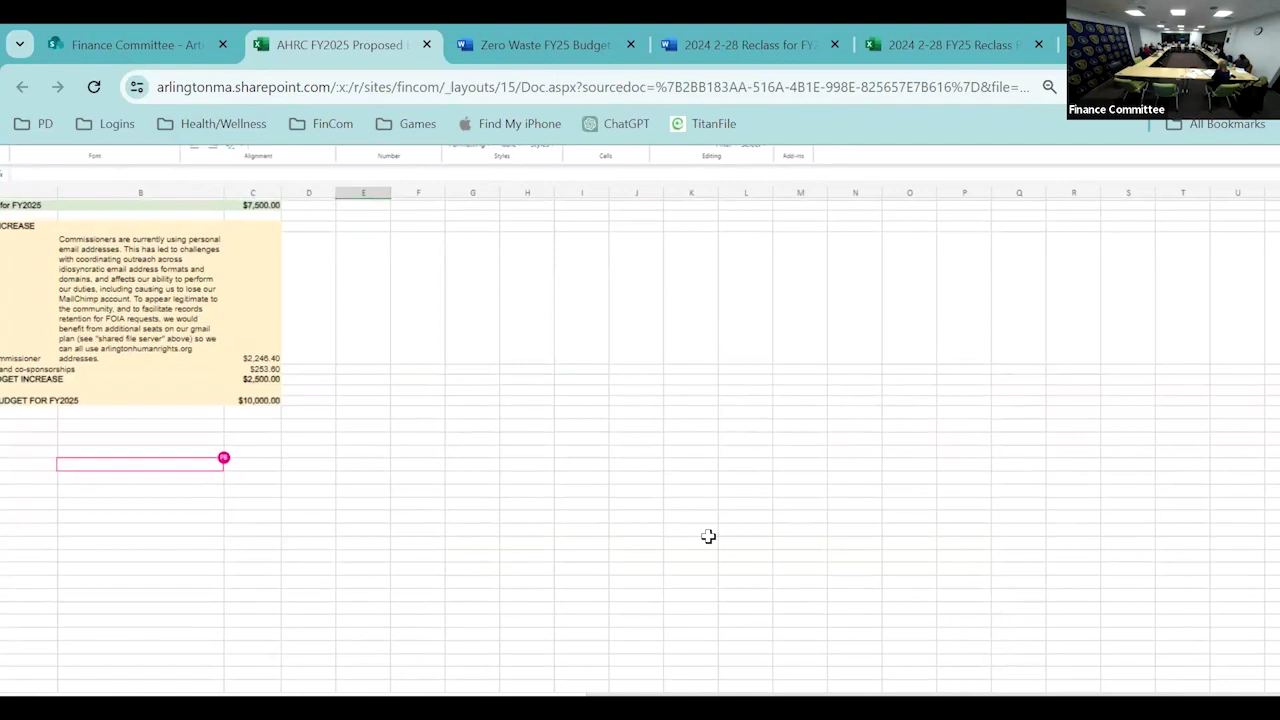 Finance Committee - Art
AHRC FY2025 Proposed
Zero Waste FY25 Budget
2024 2-28 Reclass for FY
2024 2-28 FY25 Reclass
arlingtonma.sharepoint.com/:x:/r/sites/fincom/_layouts/15/Doc.aspx?sourcedoc=%7B2BB183AA-516A-4B1E-998E-825657E7B616%7D&file=...
Finance Committee
PD
Logins
Health/Wellness
FinCom
Games
Find My iPhone
ChatGPT
TitanFile
All Bookmarks
Font
Alignment
Number
Styles
Cells
Editing
Add-ins
B C D E F G H I J K L M N O P Q R S T U
for FY2025 $7,500.00
CREASE
Commissioners are currently using personal
email addresses. This has led to challenges
with coordinating outreach across
idiosyncratic email address formats and
domains, and affects our ability to perform
our duties, including causing us to lose our
MailChimp account. To appear legitimate to
the community, and to facilitate records
retention for FOIA requests, we would
benefit from additional seats on our gmail
plan (see "shared file server" above) so we
can all use arlingtonhumanrights.org
mmissioner addresses. $2,246.40
and co-sponsorships $253.60
DGET INCREASE $2,500.00
UDGET FOR FY2025 $10,000.00
PB